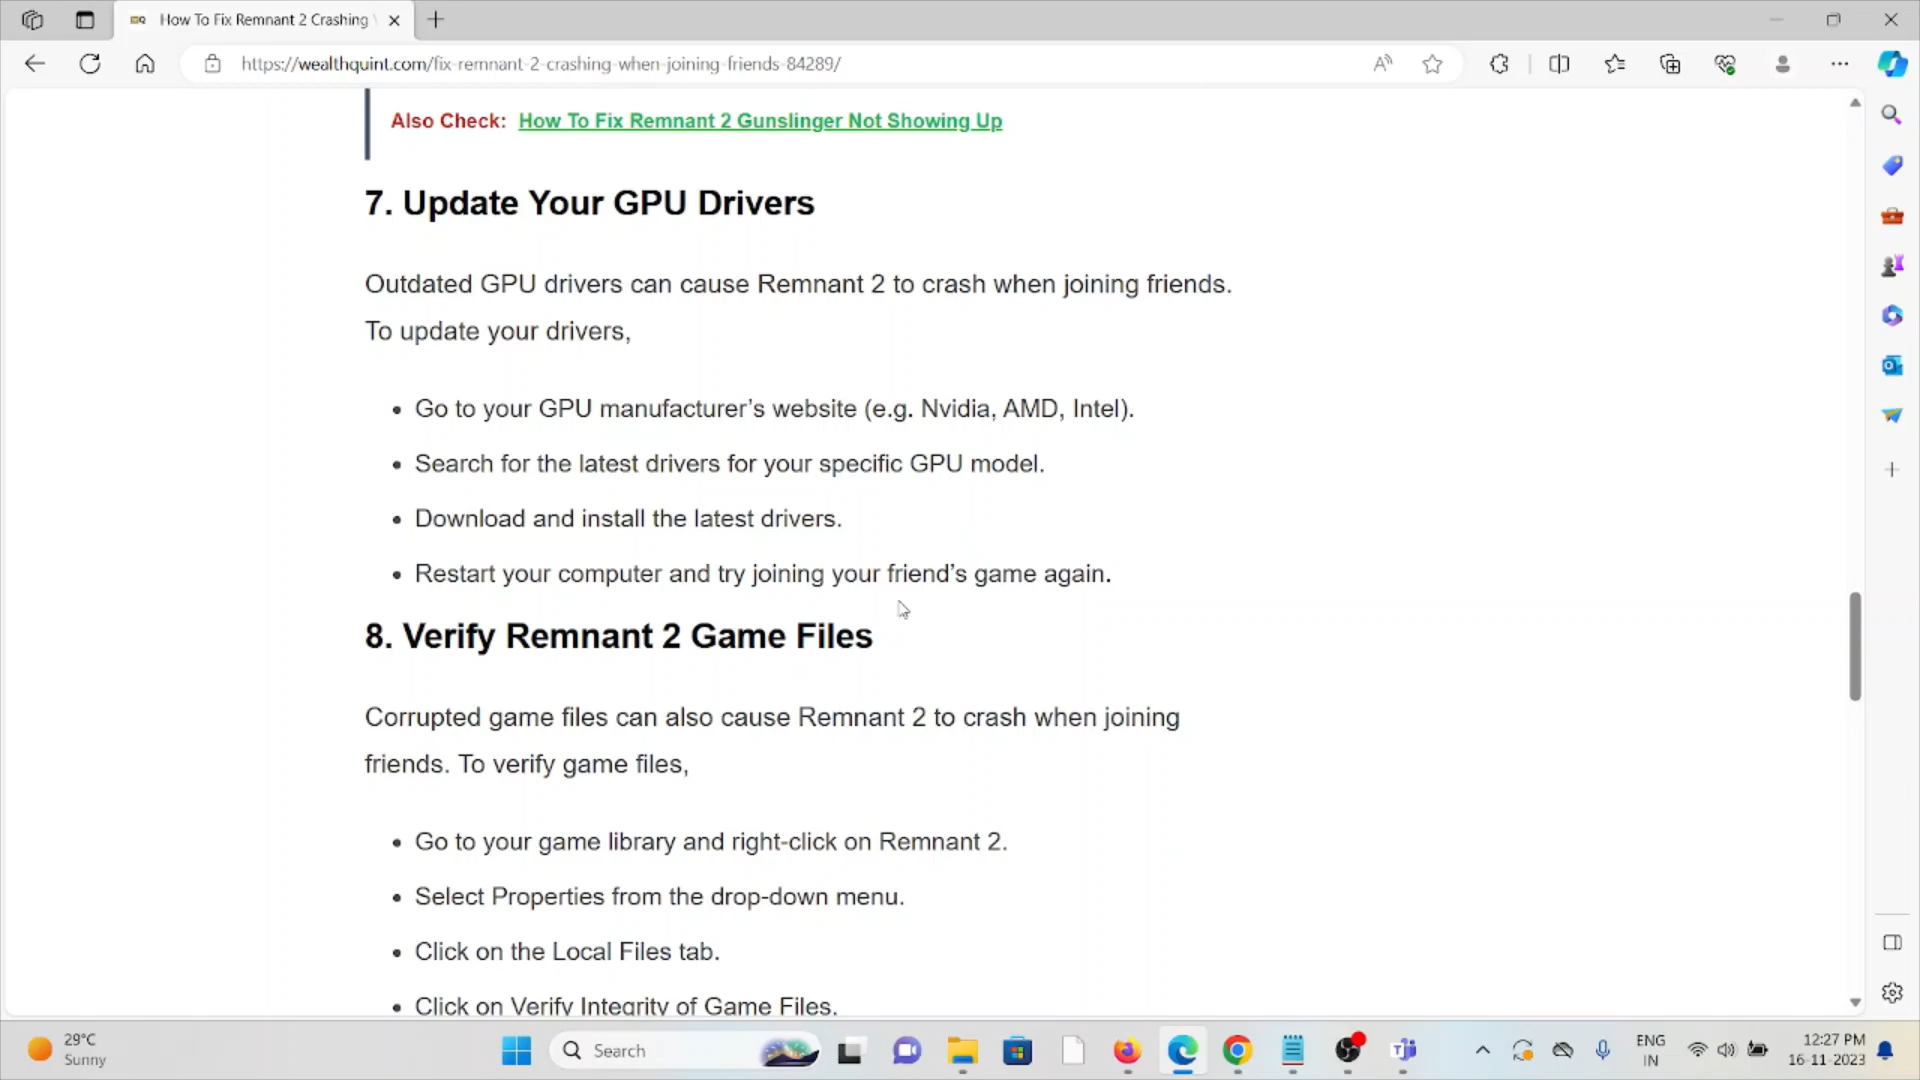 How To Fix Remnant 2 Crashing
https://wealthquint.com/fix-remnant-2-crashing-when-joining-friends-84289/
Also Check: How To Fix Remnant 2 Gunslinger Not Showing Up
7. Update Your GPU Drivers
Outdated GPU drivers can cause Remnant 2 to crash when joining friends.
To update your drivers,
• Go to your GPU manufacturer’s website (e.g. Nvidia, AMD, Intel).
• Search for the latest drivers for your specific GPU model.
• Download and install the latest drivers.
• Restart your computer and try joining your friend’s game again.
8. Verify Remnant 2 Game Files
Corrupted game files can also cause Remnant 2 to crash when joining
friends. To verify game files,
• Go to your game library and right-click on Remnant 2.
• Select Properties from the drop-down menu.
• Click on the Local Files tab.
• Click on Verify Integrity of Game Files.
29°C
Sunny
Search
ENG
IN
12:27 PM
16-11-2023